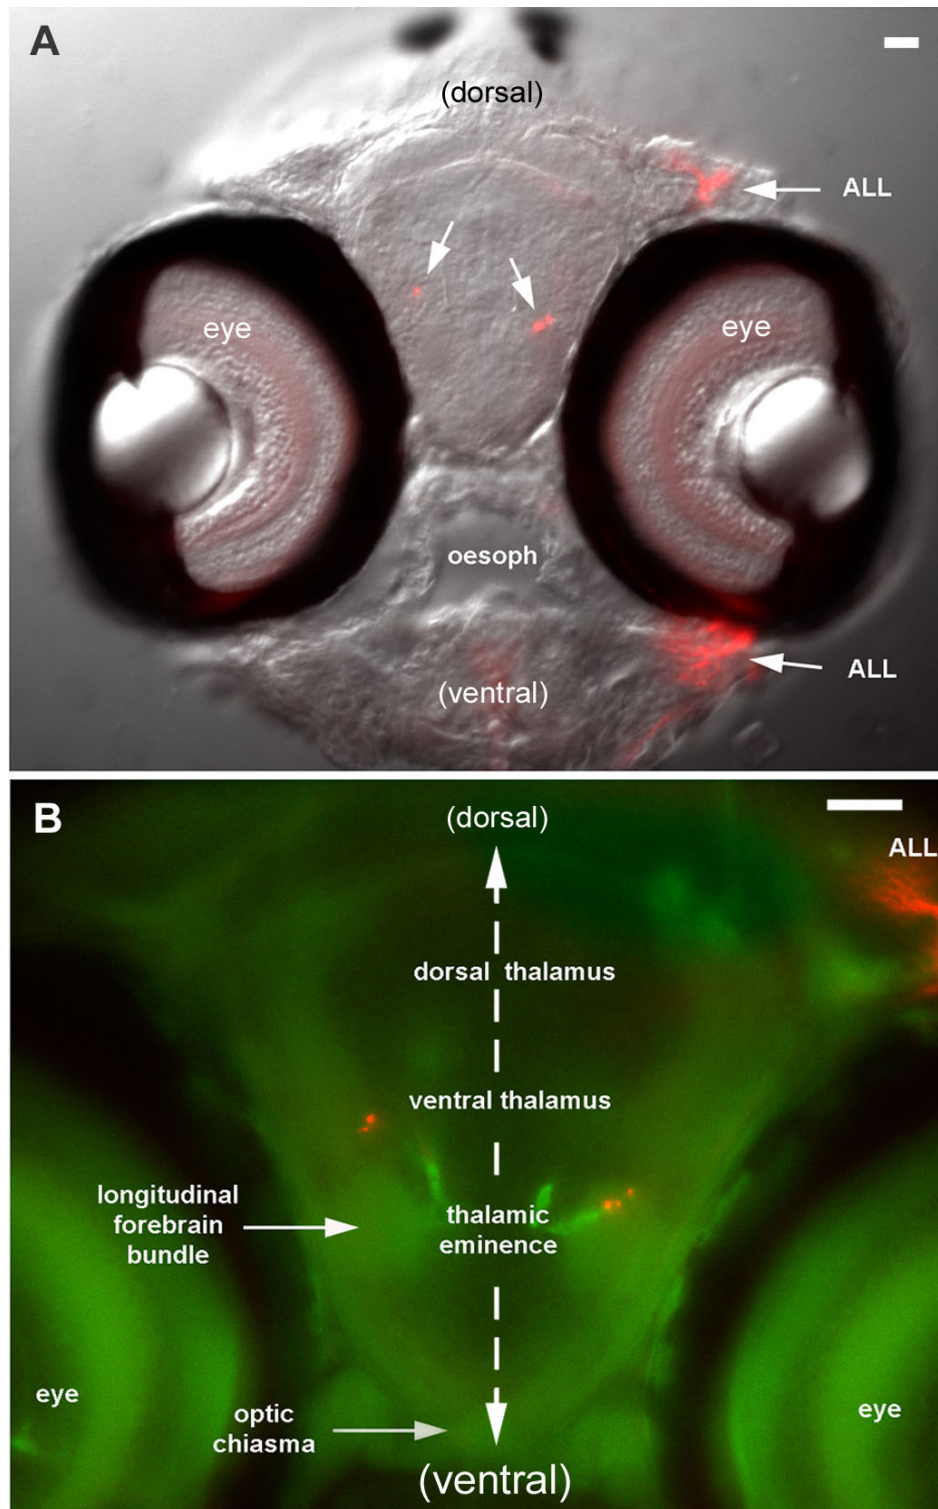 A
(dorsal)
ALL
eye
eye
oesoph
ALL
(ventral)
B
(dorsal)
ALL
dorsal thalamus
ventral thalamus
longitudinal
forebrain
bundle
thalamic
eminence
eye
eye
optic
chiasma
(ventral)